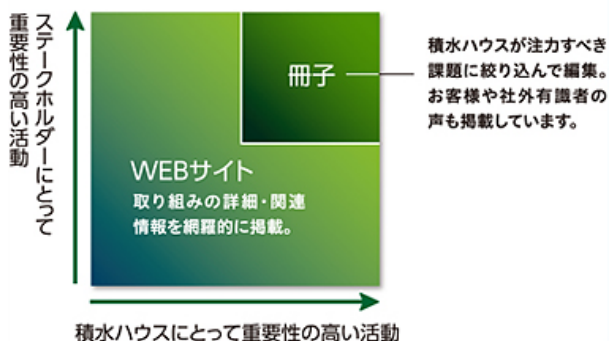 ステークホルダーにとって
重要性の高い活動
冊子
積水ハウスが注力すべき
課題に絞り込んで編集。
お客様や社外有識者の
声も掲載しています。
WEBサイト
取り組みの詳細・関連
情報を網羅的に掲載。
積水ハウスにとって重要性の高い活動